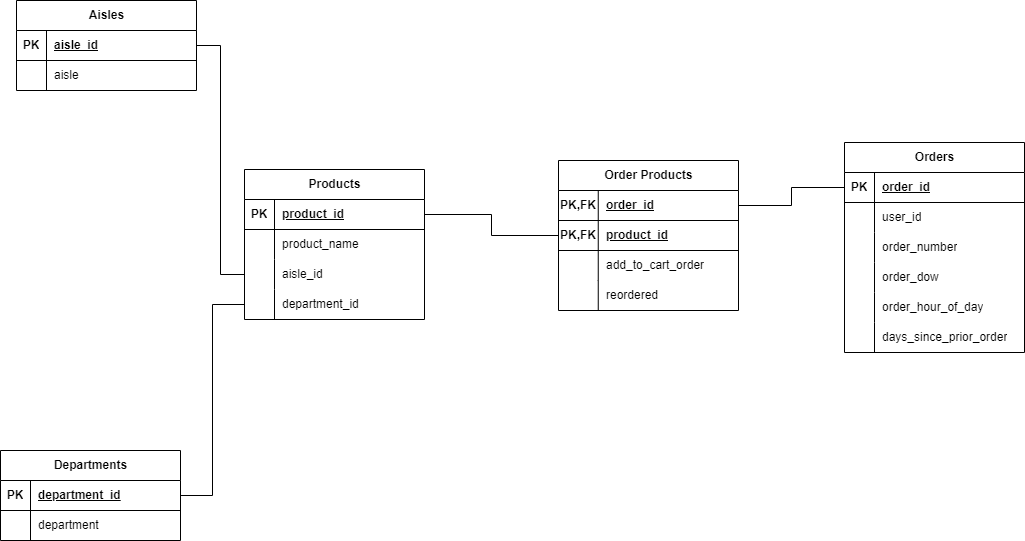 Aisles
PK aisle_id
aisle
Products
PK product_id
product_name
aisle_id
department_id
Departments
PK department_id
department
Order Products
PK,FK order_id
PK,FK product_id
add_to_cart_order
reordered
Orders
PK order_id
user_id
order_number
order_dow
order_hour_of_day
days_since_prior_order